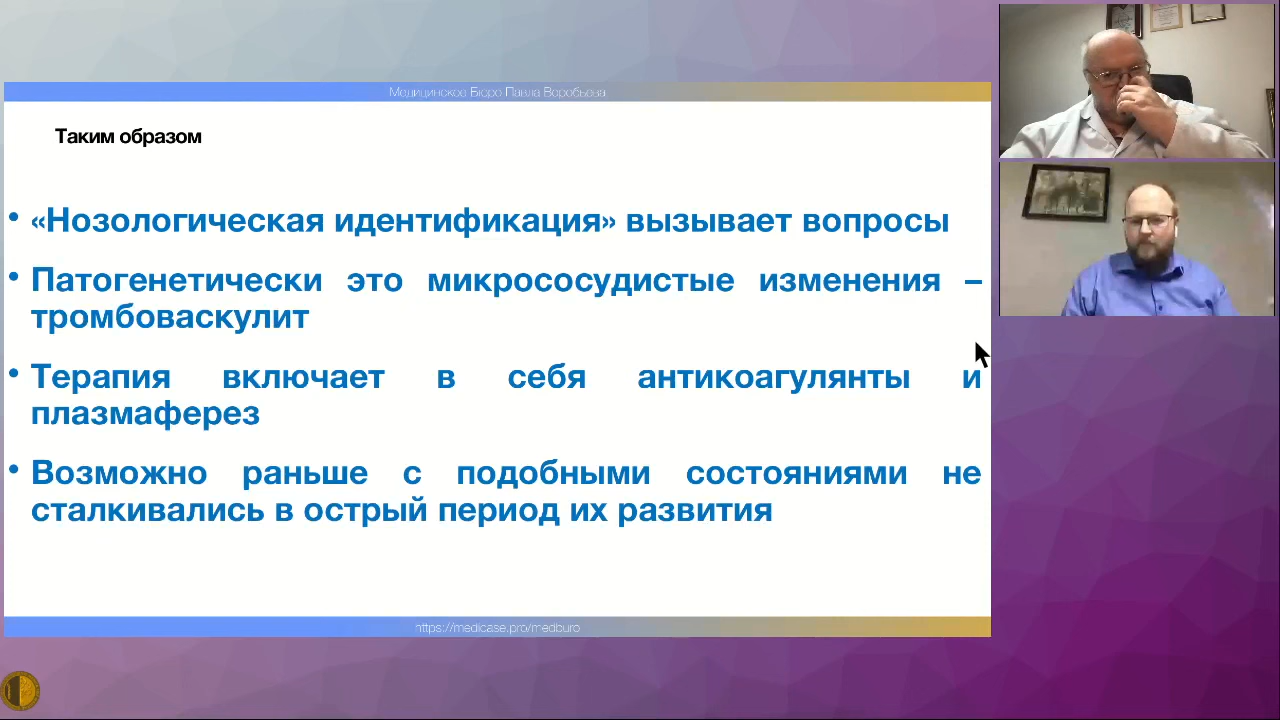 Медицинское Бюро Павла Воробьева
Таким образом
• «Нозологическая идентификация» вызывает вопросы
• Патогенетически это микрососудистые изменения –
тромбоваскулит
• Терапия включает в себя антикоагулянты и
плазмаферез
• Возможно раньше с подобными состояниями не
сталкивались в острый период их развития
https://medicase.pro/medburo